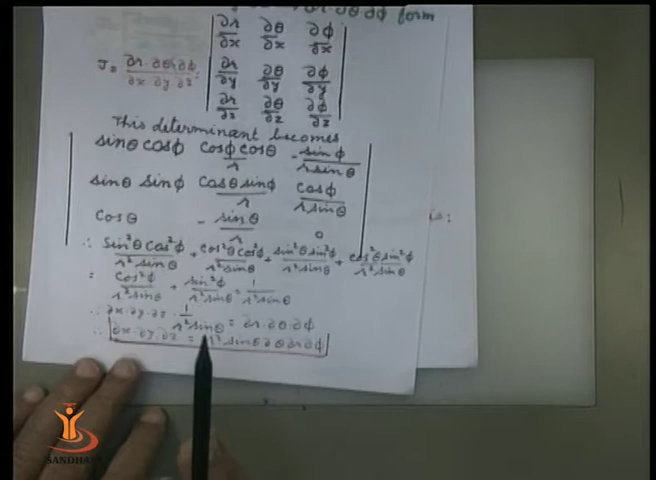 ∂θ ∂φ form
J = ∂r·∂θ·∂φ / ∂x·∂y·∂z = | ∂r/∂x ∂θ/∂x ∂φ/∂x |
| ∂r/∂y ∂θ/∂y ∂φ/∂y |
| ∂r/∂z ∂θ/∂z ∂φ/∂z |
This determinant becomes
| sinθ cosφ cosφ cosθ/r - sinφ/r sinθ |
| sinθ sinφ cosθ sinφ/r cosφ/r sinθ |
| cosθ - sinθ/r 0 |
is:
∴ sin²θ cos²φ/r² sinθ + cos²θ cos²φ/r² sinθ + sin²θ sin²φ/r² sinθ + cos²θ sin²φ/r² sinθ
= cos²φ/r² sinθ + sin²φ/r² sinθ = 1/r² sinθ
∴ ∂x·∂y·∂z · 1/r² sinθ = ∂r·∂θ·∂φ
∴ ∂x·∂y·∂z = r² sinθ ∂θ ∂r ∂φ
SANDHAN